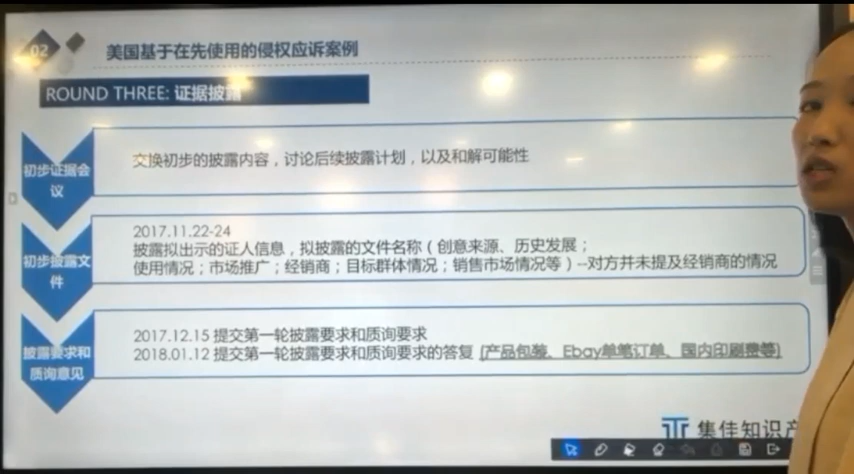 02
美国基于在先使用的侵权应诉案例
ROUND THREE: 证据披露
初步证据会
议
交换初步的披露内容，讨论后续披露计划，以及和解可能性
初步披露文
件
2017.11.22-24
披露拟出示的证人信息，拟披露的文件名称（创意来源、历史发展；
使用情况；市场推广；经销商；目标群体情况；销售市场情况等）--对方并未提及经销商的情况
披露要求和
质询意见
2017.12.15 提交第一轮披露要求和质询要求
2018.01.12 提交第一轮披露要求和质询要求的答复 (产品包装、Ebay单笔订单、国内印刷费等)
集佳知识产